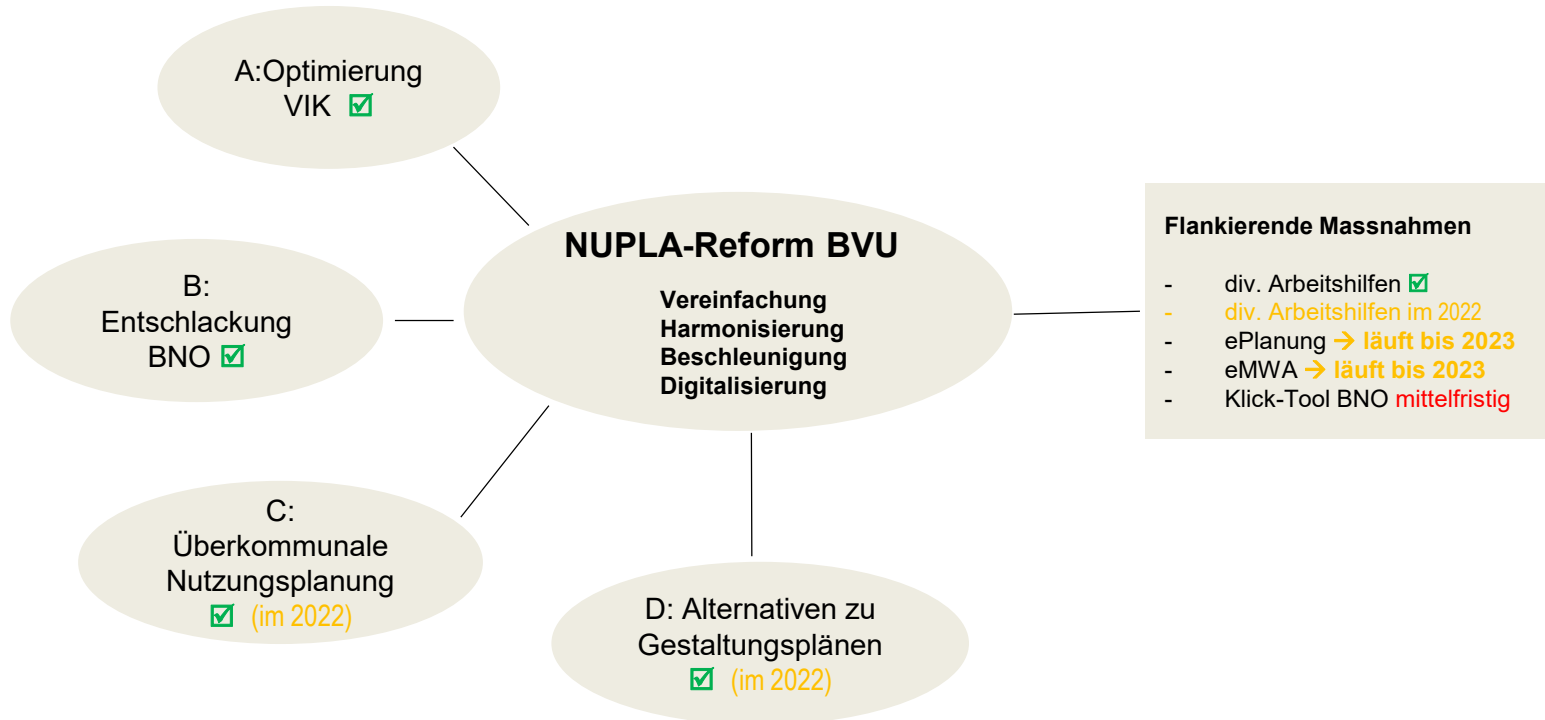 A:Optimierung
VIK ☑
B:
Entschlackung
BNO ☑
C:
Überkommunale
Nutzungsplanung
☑ (im 2022)
D: Alternativen zu
Gestaltungsplänen
☑ (im 2022)
NUPLA-Reform BVU
Vereinfachung
Harmonisierung
Beschleunigung
Digitalisierung
Flankierende Massnahmen
- div. Arbeitshilfen ☑
- div. Arbeitshilfen im 2022
- ePlanung → läuft bis 2023
- eMWA → läuft bis 2023
- Klick-Tool BNO mittelfristig